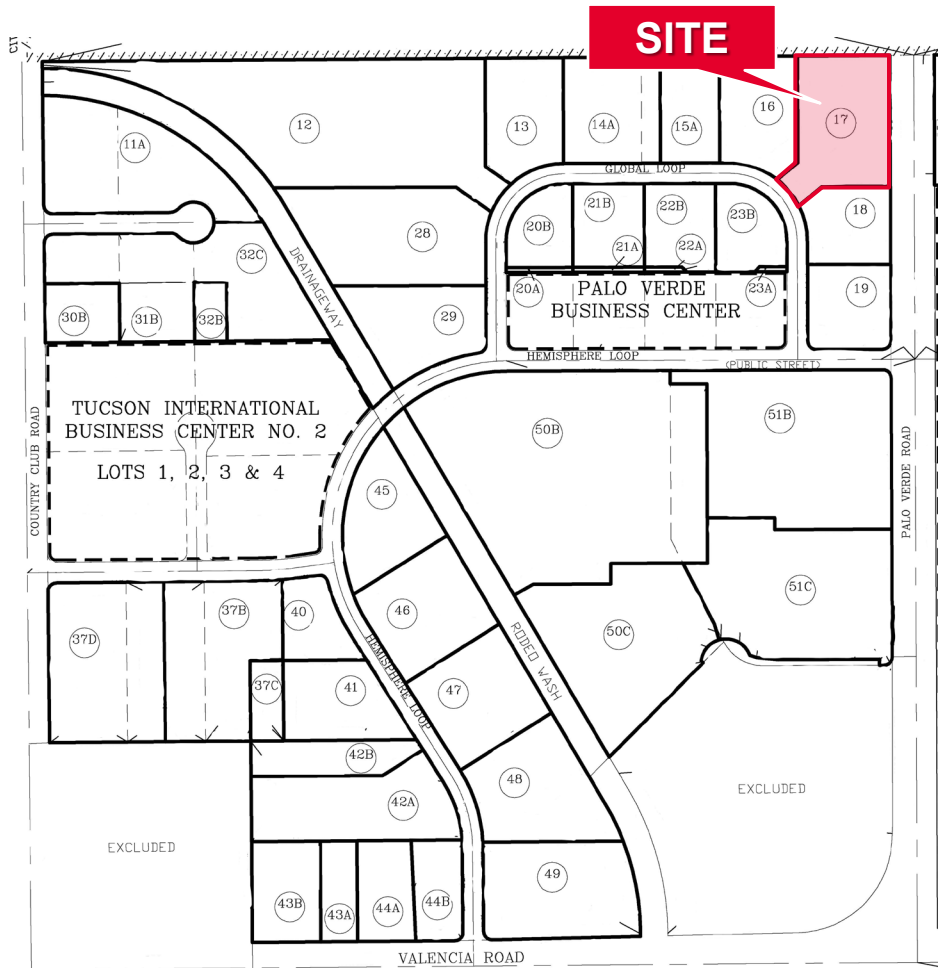 SITE
12
13
14A
15A
16
17
11A
GLOBAL LOOP
20B
21B
22B
23B
18
28
32C
21A
22A
DRAINAGEWAY
20A
PALO VERDE
BUSINESS CENTER
23A
19
30B
31B
32B
29
HEMISPHERE LOOP
(PUBLIC STREET)
TUCSON INTERNATIONAL
BUSINESS CENTER NO. 2
LOTS 1, 2, 3 & 4
COUNTRY CLUB ROAD
50B
51B
PALO VERDE ROAD
45
51C
37D
37B
40
46
50C
HEMISPHERE LOOP
RODEO WASH
37C
41
47
42B
48
42A
EXCLUDED
EXCLUDED
43B
43A
44A
44B
49
VALENCIA ROAD